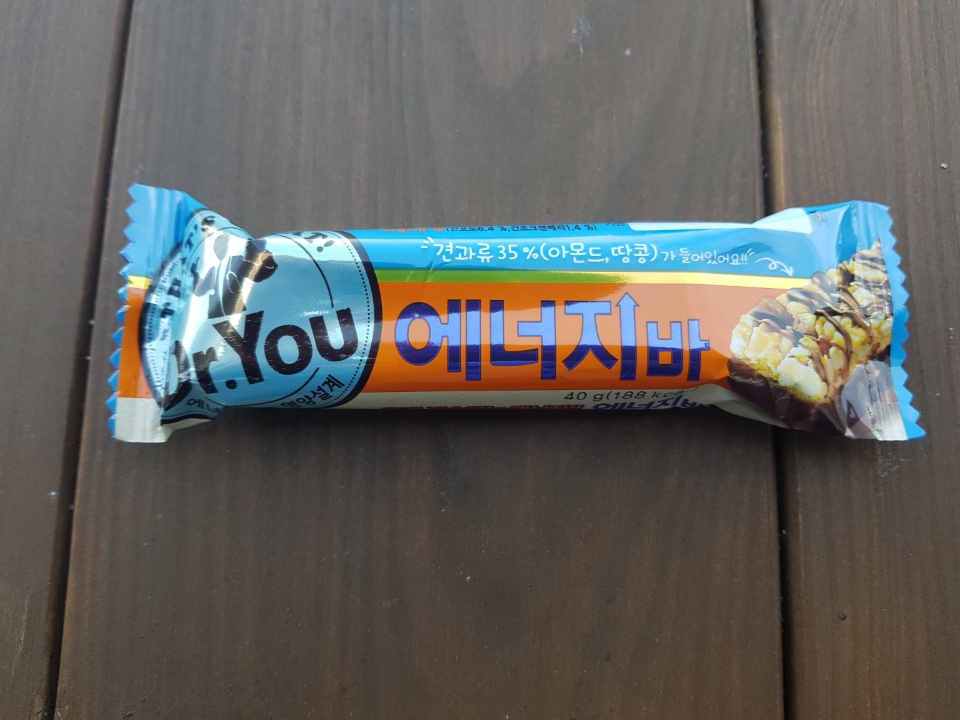 견과류 35%(아몬드, 땅콩)가 들어있어요!!
Dr.You
에너지바
영양설계
40 g(188 kcal)
에너지바